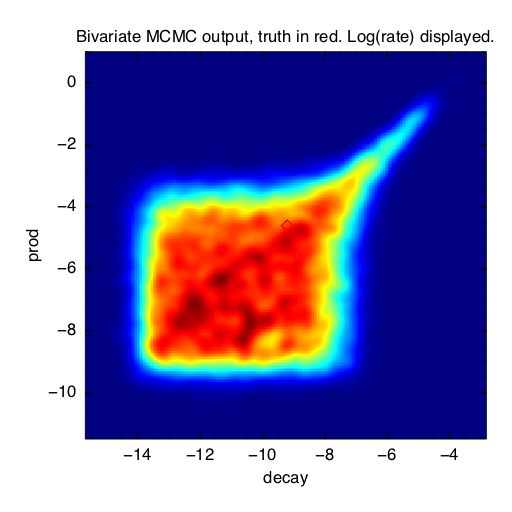 Bivariate MCMC output, truth in red. Log(rate) displayed.
0
−2
−4
−6
−8
−10
prod
−14 −12 −10 −8 −6 −4
decay